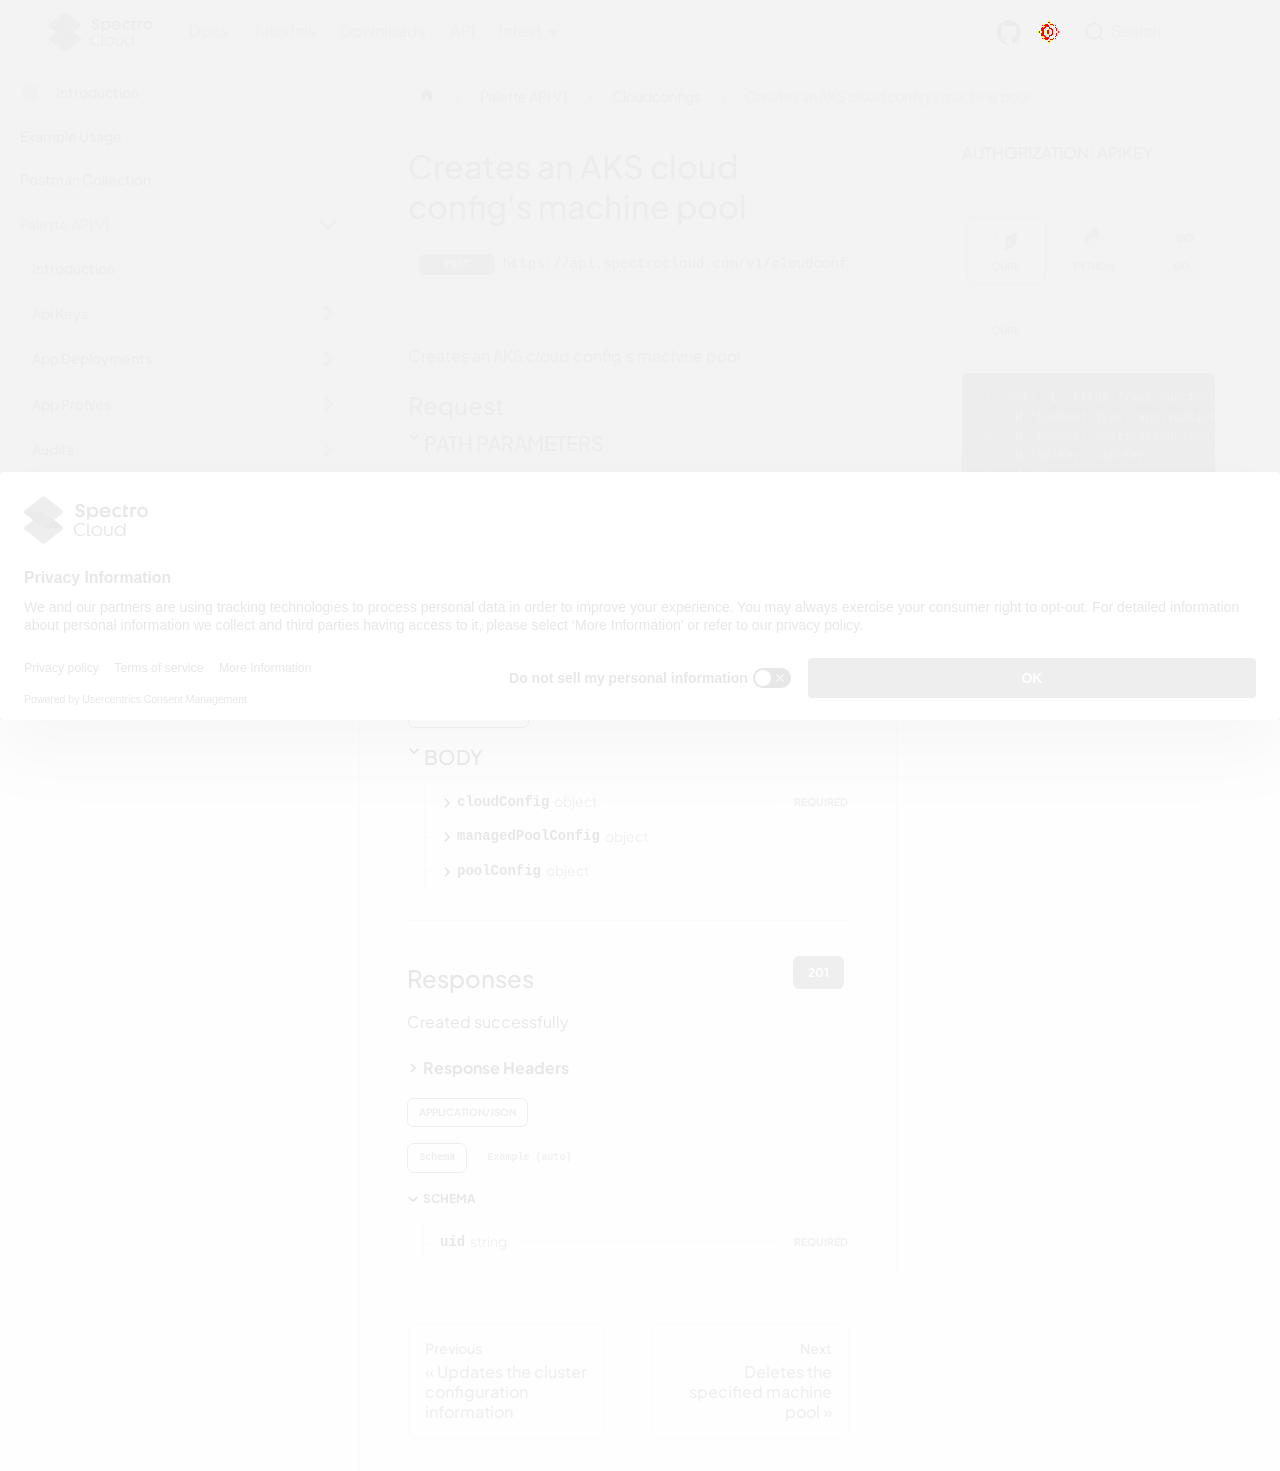 Spectro
Cloud
Docs Tutorials Downloads API latest
Search
Introduction
Example Usage
Postman Collection
Palette API V1
Introduction
Api Keys
App Deployments
App Profiles
Audits
Palette API V1
Cloudconfigs
Creates an AKS cloud config's machine pool
Creates an AKS cloud
config's machine pool
POST
https://api.spectrocloud.com/v1/cloudconf
Creates an AKS cloud config's machine pool
Request
PATH PARAMETERS
AUTHORIZATION: APIKEY
CURL
PYTHON
GO
CURL
Spectro
Cloud
Privacy Information
We and our partners are using tracking technologies to process personal data in order to improve your experience. You may always exercise your consumer right to opt-out. For detailed information
about personal information we collect and third parties having access to it, please select 'More Information' or refer to our privacy policy.
Privacy policy Terms of service More Information
Powered by Usercentrics Consent Management
Do not sell my personal information
OK
BODY
cloudConfig object REQUIRED
managedPoolConfig object
poolConfig object
Responses
201
Created successfully
Response Headers
APPLICATION/JSON
Schema Example (auto)
SCHEMA
uid string REQUIRED
Previous
« Updates the cluster
configuration
information
Next
Deletes the
specified machine
pool »